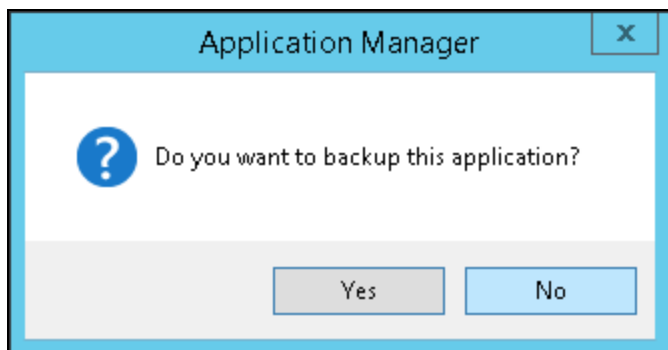 Application Manager
x
?
Do you want to backup this application?
Yes
No